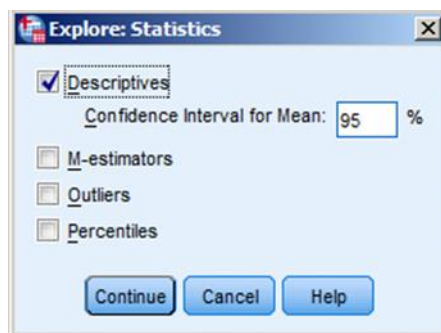 Explore: Statistics
Descriptives
Confidence Interval for Mean: 95 %
M-estimators
Outliers
Percentiles
Continue Cancel Help